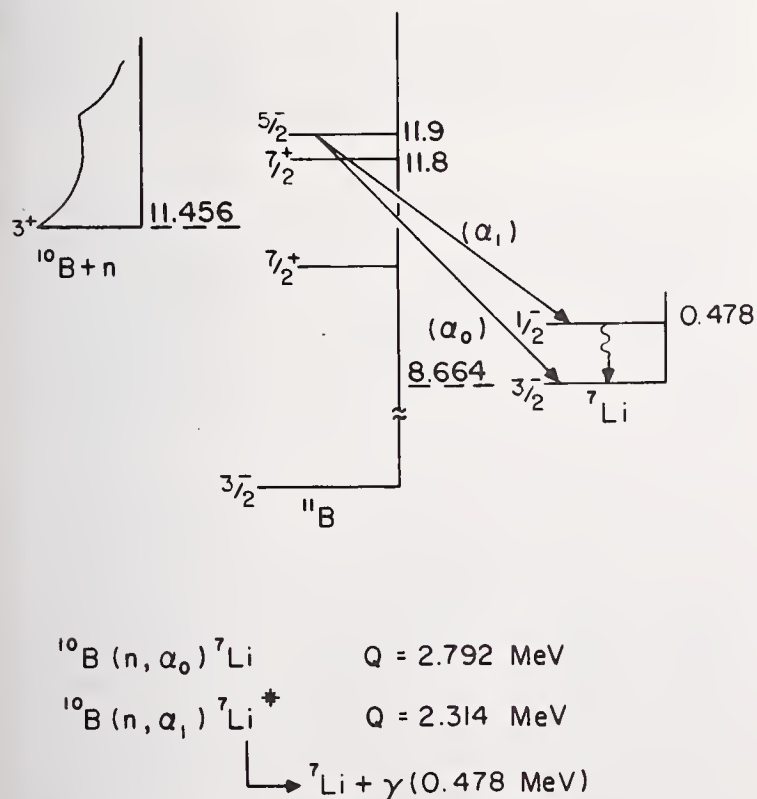 5/2⁻ 11.9
7/2⁺ 11.8
3⁺ 11.456
¹⁰B + n
7/2⁺
(α₁)
(α₀)
1/2⁻ 0.478
8.664 3/2⁻
⁷Li
3/2⁻
¹¹B
¹⁰B (n, α₀) ⁷Li Q = 2.792 MeV
¹⁰B (n, α₁) ⁷Li* Q = 2.314 MeV
⁷Li + γ (0.478 MeV)